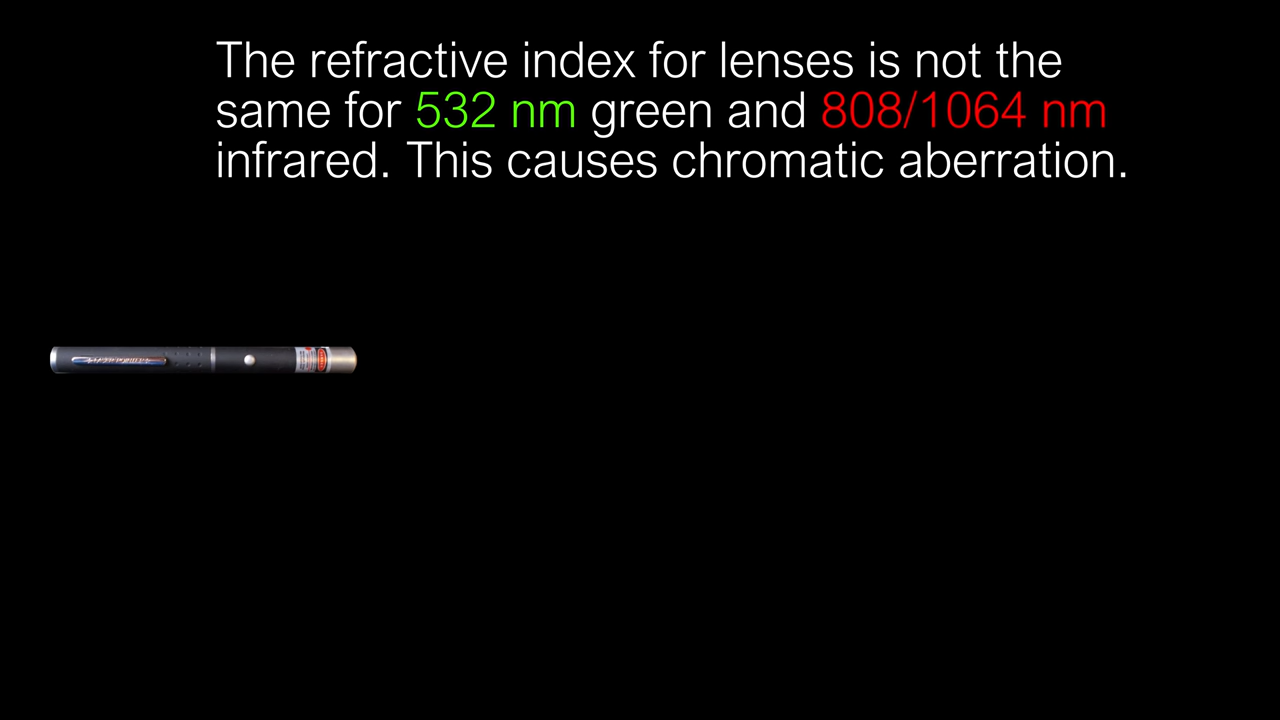 The refractive index for lenses is not the
same for 532 nm green and 808/1064 nm
infrared. This causes chromatic aberration.